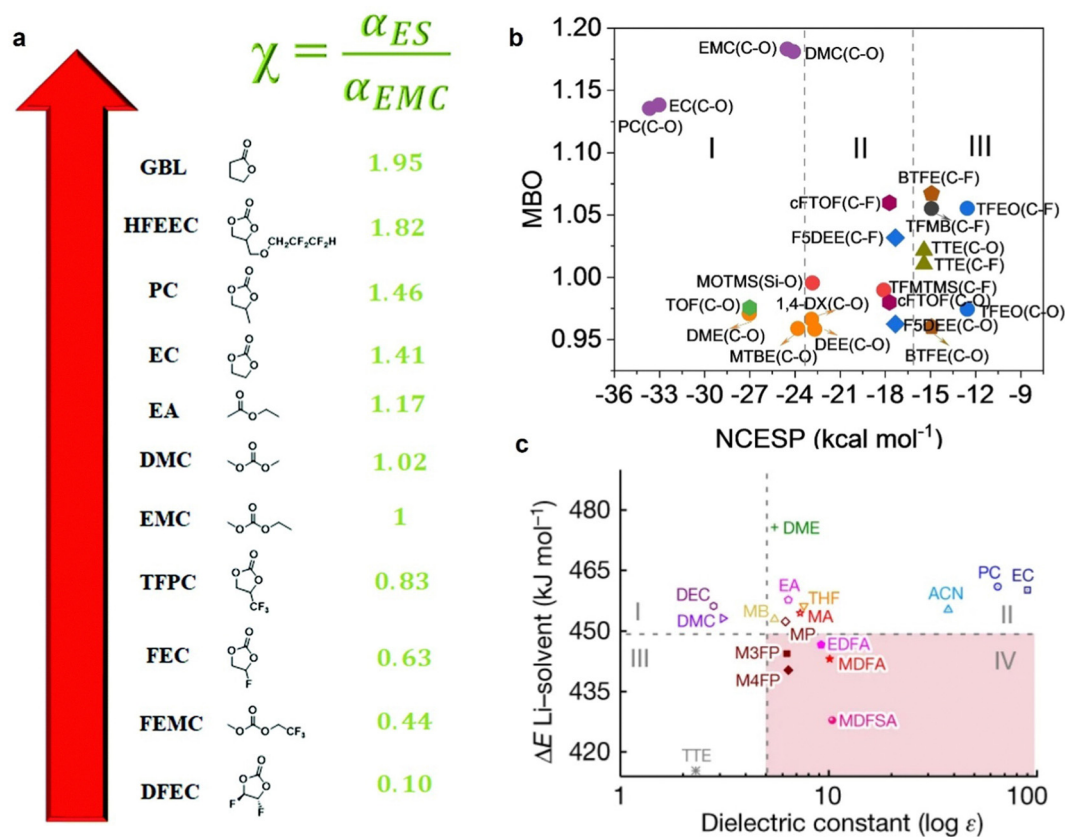 a
χ = α_ES / α_EMC
GBL 1.95
HFEEC 1.82
O CH₂CF₂CF₂H
PC 1.46
EC 1.41
EA 1.17
DMC 1.02
EMC 1
TFPC 0.83
CF₃
FEC 0.63
F
FEMC 0.44
CF₃
DFEC 0.10
F F
b
MBO
1.20
1.15
1.10
1.05
1.00
0.95
EMC(C-O) DMC(C-O)
EC(C-O)
PC(C-O)
I II III
BTFE(C-F)
cFTOF(C-F) TFEO(C-F)
TFMB(C-F)
F5DEE(C-F) TTE(C-O)
TTE(C-F)
MOTMS(Si-O) TFMTMS(C-F)
TOF(C-O) 1,4-DX(C-O) cFTOF(C-O) TFEO(C-O)
DME(C-O) F5DEE(C-O)
MTBE(C-O) DEE(C-O) BTFE(C-O)
-36 -33 -30 -27 -24 -21 -18 -15 -12 -9
NCESP (kcal mol⁻¹)
c
ΔE Li–solvent (kJ mol⁻¹)
480
465
450
435
420
DME
PC EC
EA ACN
DEC THF
DMC MB MA
I II
MP
III IV
M3FP EDFA
M4FP MDFA
MDFSA
TTE
1 10 100
Dielectric constant (log ε)